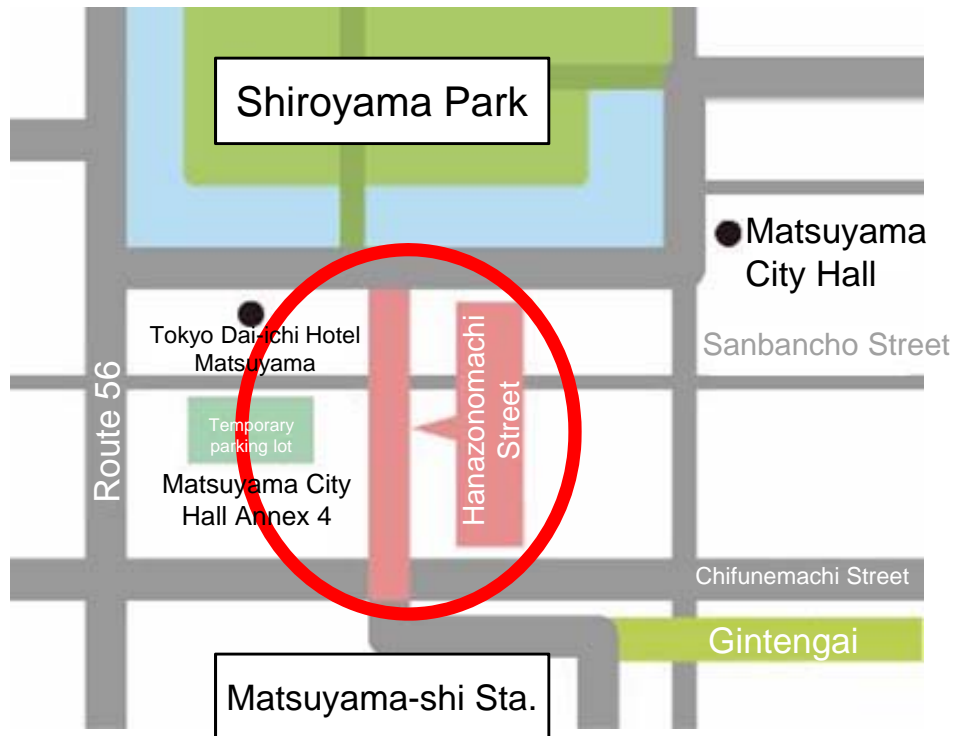 Shiroyama Park
Matsuyama
City Hall
Tokyo Dai-ichi Hotel
Matsuyama
Sanbancho Street
Route 56
Hanazonomachi
Street
Temporary
parking lot
Matsuyama City
Hall Annex 4
Chifunemachi Street
Gintengai
Matsuyama-shi Sta.